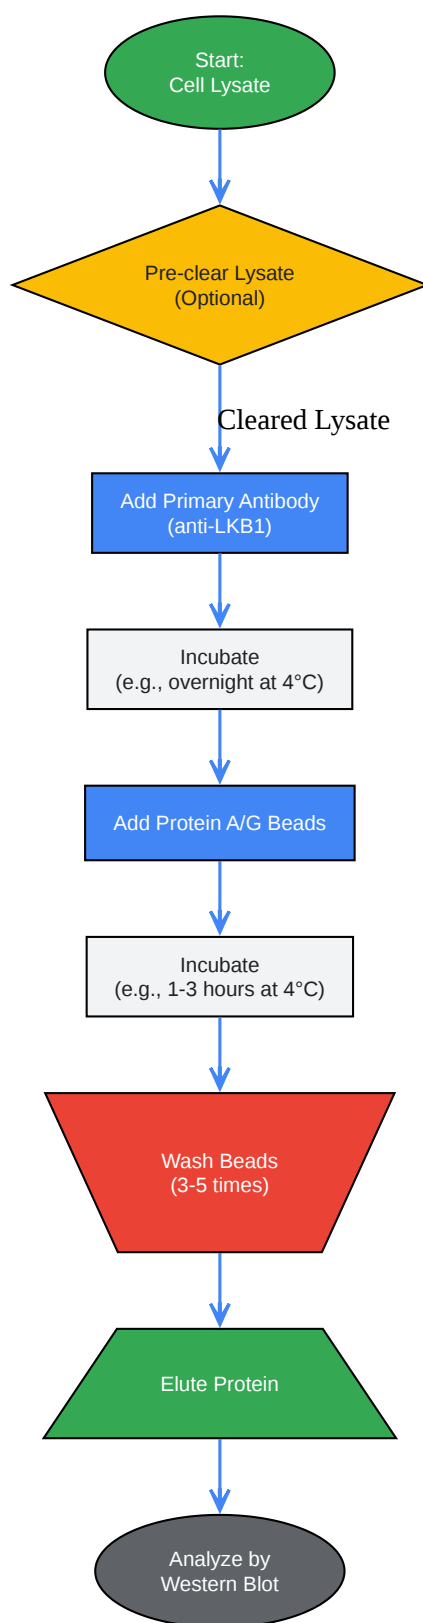 Start:
Cell Lysate
Pre-clear Lysate
(Optional)
Cleared Lysate
Add Primary Antibody
(anti-LKB1)
Incubate
(e.g., overnight at 4°C)
Add Protein A/G Beads
Incubate
(e.g., 1-3 hours at 4°C)
Wash Beads
(3-5 times)
Elute Protein
Analyze by
Western Blot